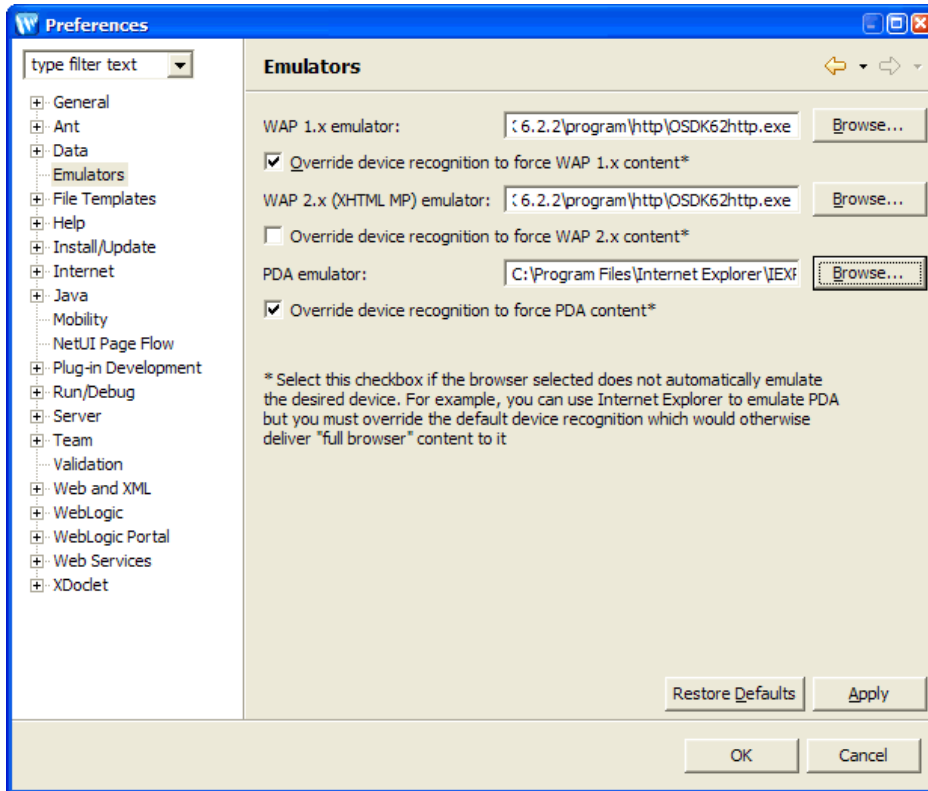 Preferences
type filter text
General
Ant
Data
Emulators
File Templates
Help
Install/Update
Internet
Java
Mobility
NetUI Page Flow
Plug-in Development
Run/Debug
Server
Team
Validation
Web and XML
WebLogic
WebLogic Portal
Web Services
XDoclet
Emulators
WAP 1.x emulator: 6.2.2\program\http\OSDK62http.exe Browse...
Override device recognition to force WAP 1.x content*
WAP 2.x (XHTML MP) emulator: 6.2.2\program\http\OSDK62http.exe Browse...
Override device recognition to force WAP 2.x content*
PDA emulator: C:\Program Files\Internet Explorer\IEXP Browse...
Override device recognition to force PDA content*
* Select this checkbox if the browser selected does not automatically emulate
the desired device. For example, you can use Internet Explorer to emulate PDA
but you must override the default device recognition which would otherwise
deliver "full browser" content to it
Restore Defaults Apply
OK Cancel